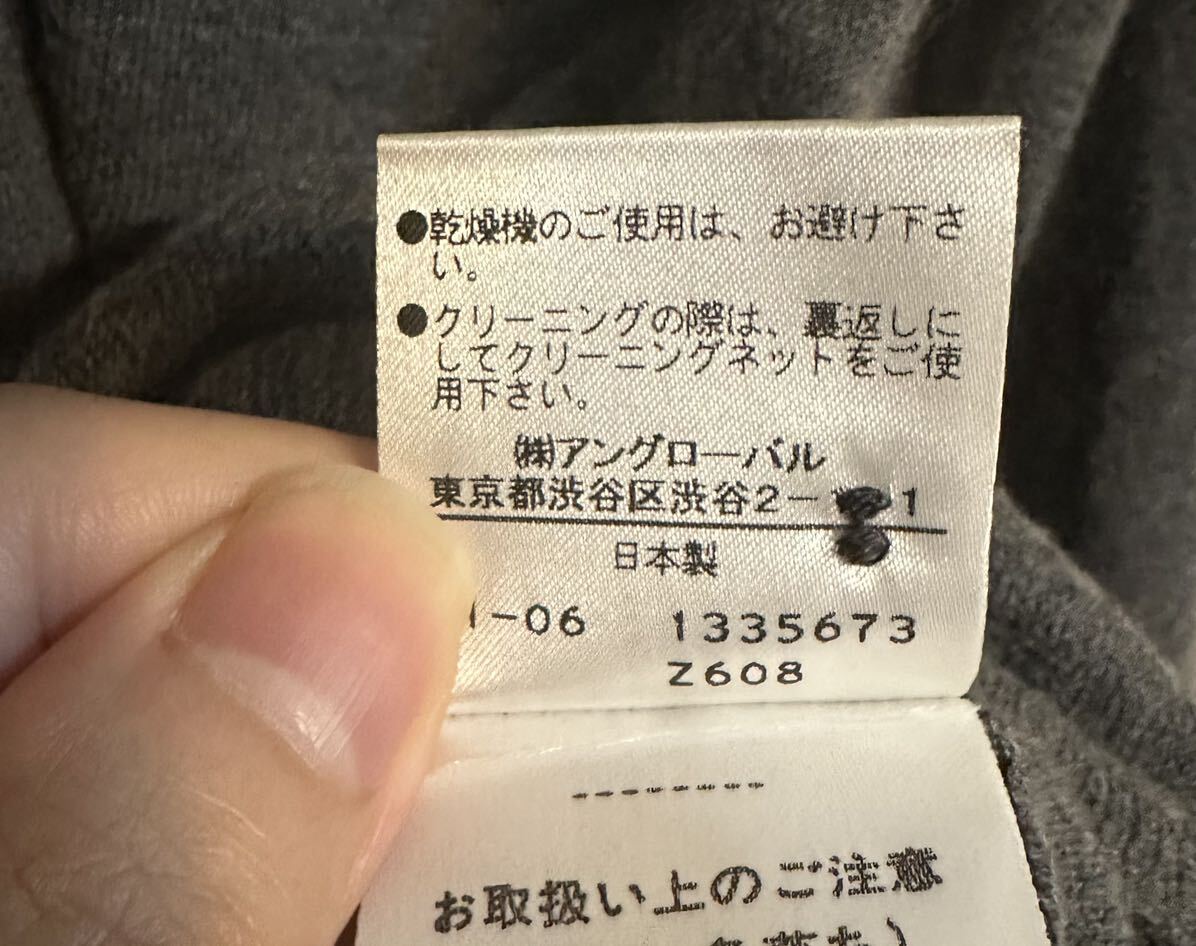 ●乾燥機のご使用は、お避け下さ
い。
●クリーニングの際は、裏返しに
してクリーニングネットをご使
用下さい。
㈱アングローバル
東京都渋谷区渋谷2- 1
日本製
1-06 1335673
Z608
--------
お取扱い上のご注意